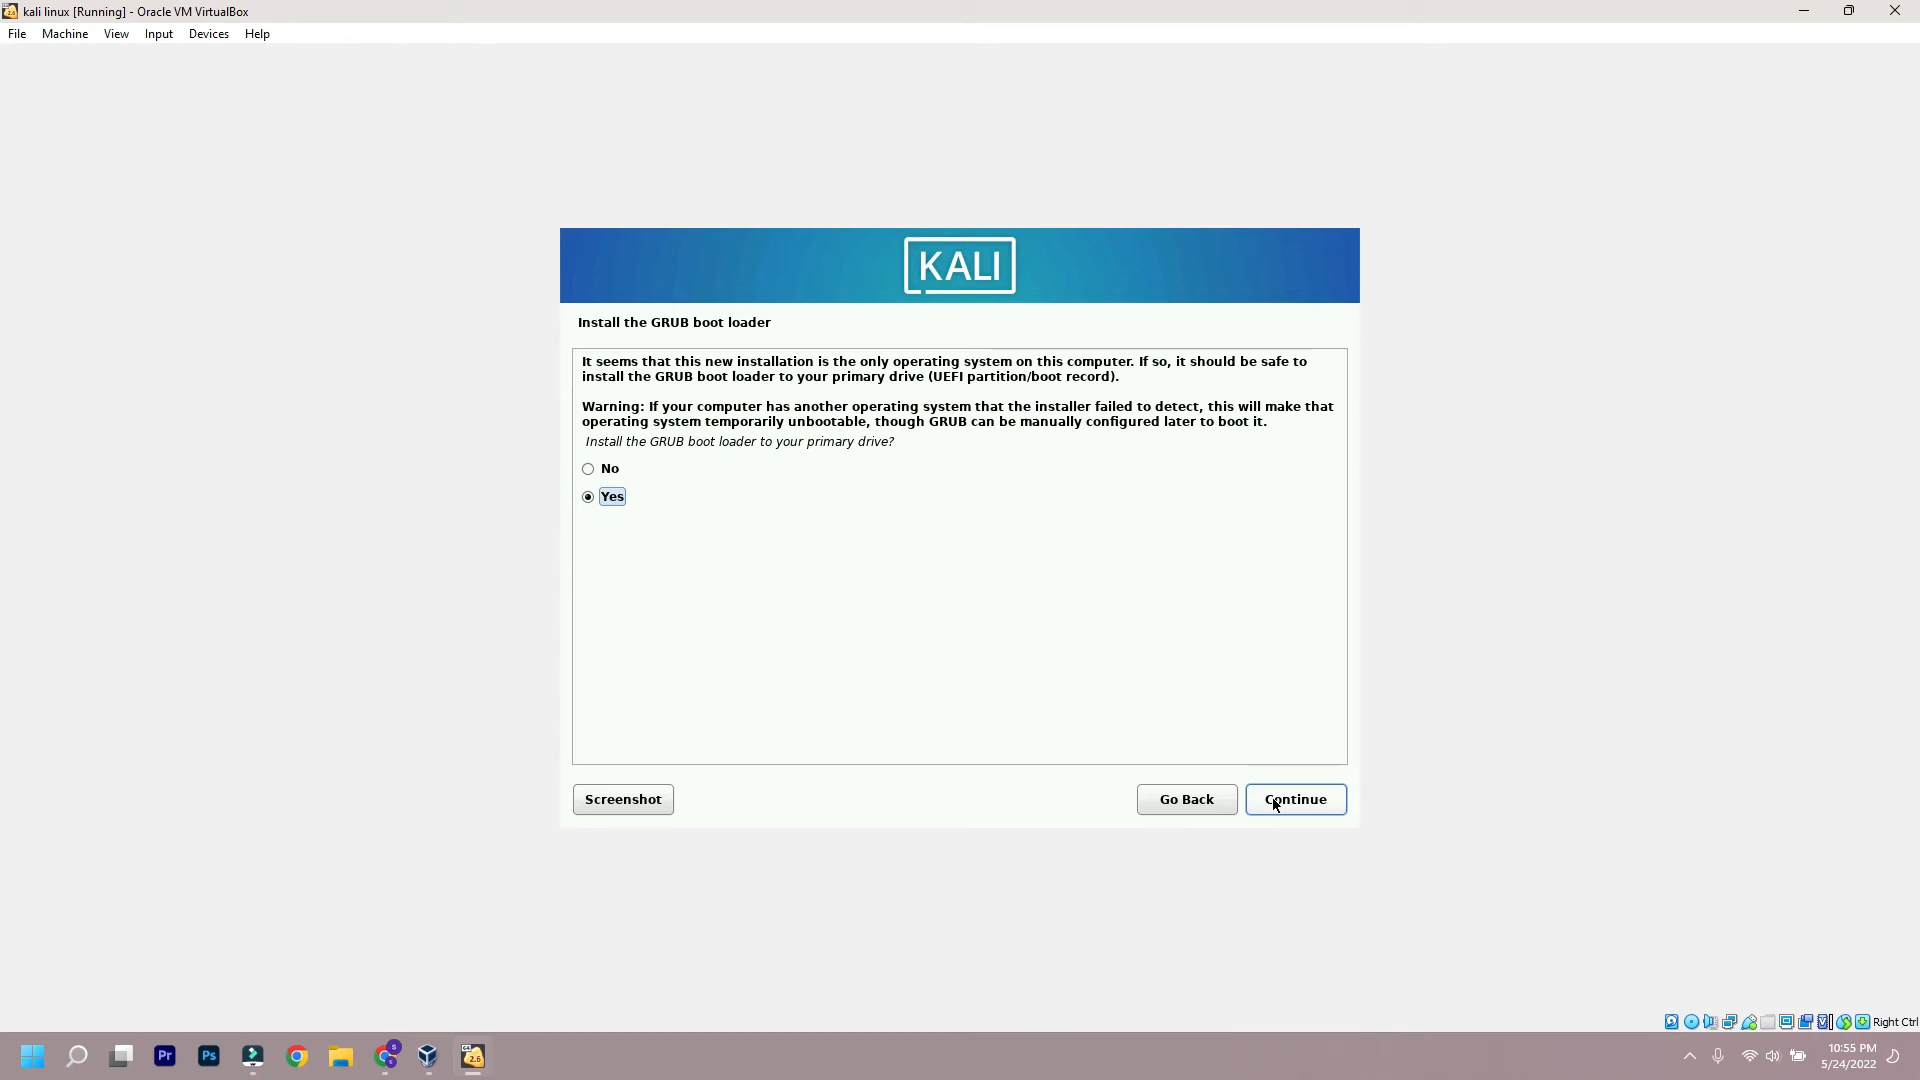 kali linux [Running] - Oracle VM VirtualBox
File Machine View Input Devices Help
KALI
Install the GRUB boot loader
It seems that this new installation is the only operating system on this computer. If so, it should be safe to
install the GRUB boot loader to your primary drive (UEFI partition/boot record).
Warning: If your computer has another operating system that the installer failed to detect, this will make that
operating system temporarily unbootable, though GRUB can be manually configured later to boot it.
Install the GRUB boot loader to your primary drive?
No
Yes
Screenshot Go Back Continue
Right Ctrl
Pr Ps S 64 2.6
10:55 PM
5/24/2022